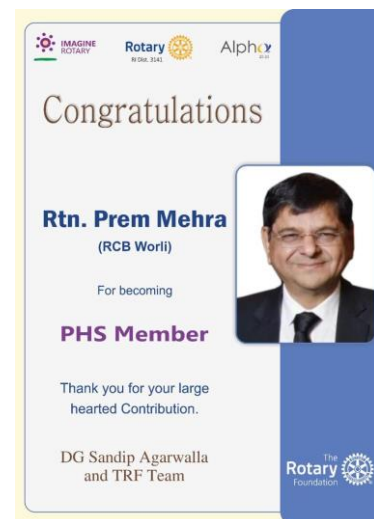 IMAGINE
ROTARY
Rotary
RI Dist. 3141
Alpha
Congratulations
Rtn. Prem Mehra
(RCB Worli)
For becoming
PHS Member
Thank you for your large
hearted Contribution.
DG Sandip Agarwalla
and TRF Team
The
Rotary
Foundation